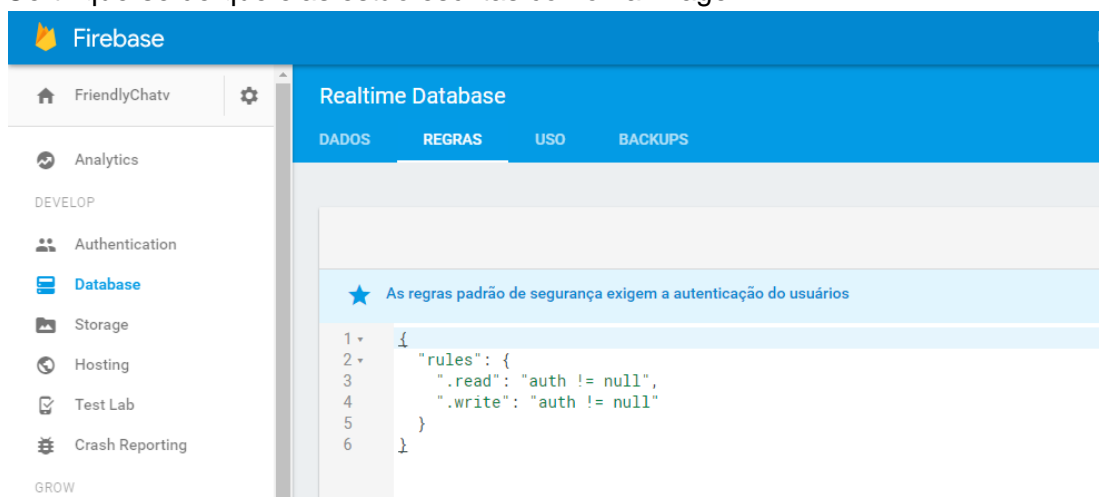 Firebase
FriendlyChatv
Analytics
DEVELOP
Authentication
Database
Storage
Hosting
Test Lab
Crash Reporting
GROW
Realtime Database
DADOS REGRAS USO BACKUPS
As regras padrão de segurança exigem a autenticação do usuários
1 {
2 "rules": {
3 ".read": "auth != null",
4 ".write": "auth != null"
5 }
6 }